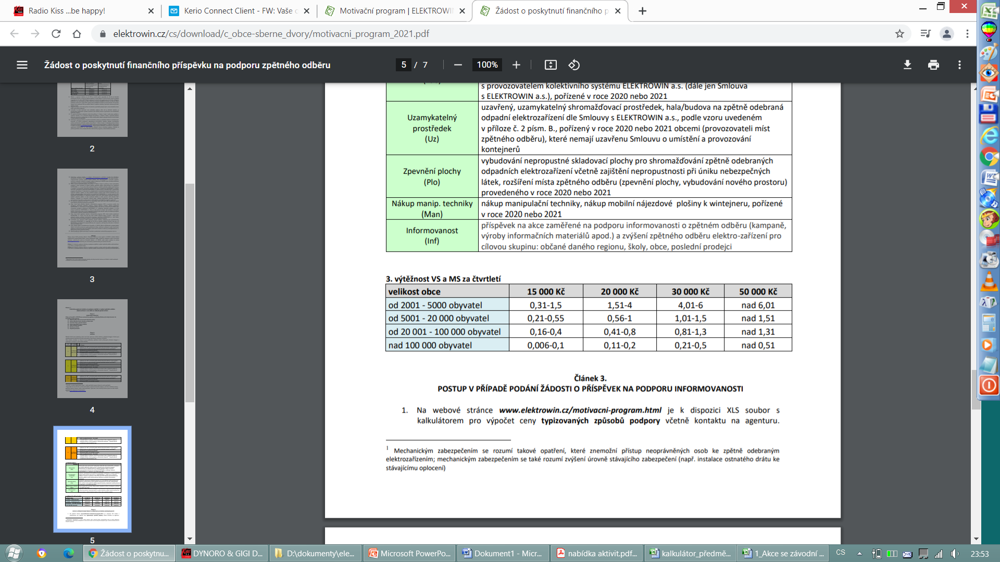 Radio Kiss ...be happy!
Kerio Connect Client - FW: Vaše
Motivační program | ELEKTROWIN
Žádost o poskytnutí finančního p
elektrowin.cz/cs/download/c_obce-sberne_dvory/motivacni_program_2021.pdf
Žádost o poskytnutí finančního příspěvku na podporu zpětného odběru
5 / 7
100%
2
3
4
5
s provozovatelem kolektivního systému ELEKTROWIN a.s. (dále jen Smlouva
s ELEKTROWIN a.s.), pořízené v roce 2020 nebo 2021
Uzamykatelný
prostředek
(Uz)
uzavřený, uzamykatelný shromažďovací prostředek, hala/budova na zpětně odebraná
odpadní elektrozařízení dle Smlouvy s ELEKTROWIN a.s., podle vzoru uvedeném
v příloze č. 2 písm. B., pořízený v roce 2020 nebo 2021 obcemi (provozovateli míst
zpětného odběru), které nemají uzavřenu Smlouvu o umístění a provozování
kontejnerů
Zpevnění plochy
(Plo)
vybudování nepropustné skladovací plochy pro shromažďování zpětně odebraných
odpadních elektrozařízení včetně zajištění nepropustnosti při úniku nebezpečných
látek, rozšíření místa zpětného odběru (zpevnění plochy, vybudování nového prostoru)
provedeného v roce 2020 nebo 2021
Nákup manip. techniky
(Man)
nákup manipulační techniky, nákup mobilní nájezdové plošiny k wintejneru, pořízené
v roce 2020 nebo 2021
Informovanost
(Inf)
příspěvek na akce zaměřené na podporu informovanosti o zpětném odběru (kampaně,
výroby informačních materiálů apod.) a zvýšení zpětného odběru elektro-zařízení pro
cílovou skupinu: občané daného regionu, školy, obce, poslední prodejci
3. výtěžnost VS a MS za čtvrtletí
velikost obce 15 000 Kč 20 000 Kč 30 000 Kč 50 000 Kč
od 2001 - 5000 obyvatel 0,31-1,5 1,51-4 4,01-6 nad 6,01
od 5001 - 20 000 obyvatel 0,21-0,55 0,56-1 1,01-1,5 nad 1,51
od 20 001 - 100 000 obyvatel 0,16-0,4 0,41-0,8 0,81-1,3 nad 1,31
nad 100 000 obyvatel 0,006-0,1 0,11-0,2 0,21-0,5 nad 0,51
Článek 3.
POSTUP V PŘÍPADĚ PODÁNÍ ŽÁDOSTI O PŘÍSPĚVEK NA PODPORU INFORMOVANOSTI
1. Na webové stránce www.elektrowin.cz/motivacni-program.html je k dispozici XLS soubor s
kalkulátorem pro výpočet ceny typizovaných způsobů podpory včetně kontaktu na agenturu.
1 Mechanickým zabezpečením se rozumí takové opatření, které znemožní přístup neoprávněných osob ke zpětně odebraným
elektrozařízením; mechanickým zabezpečením se také rozumí zvýšení úrovně stávajícího zabezpečení (např. instalace ostnatého drátu ke
stávajícímu oplocení)
Žádost o poskytnu...
DYNORO & GIGI D...
D:\dokumenty\ele...
Microsoft PowerPo...
Dokument1 - Micr...
nabídka aktivit.pdf...
kalkulátor_předmě...
1_Akce se závodní ...
CS
23:53